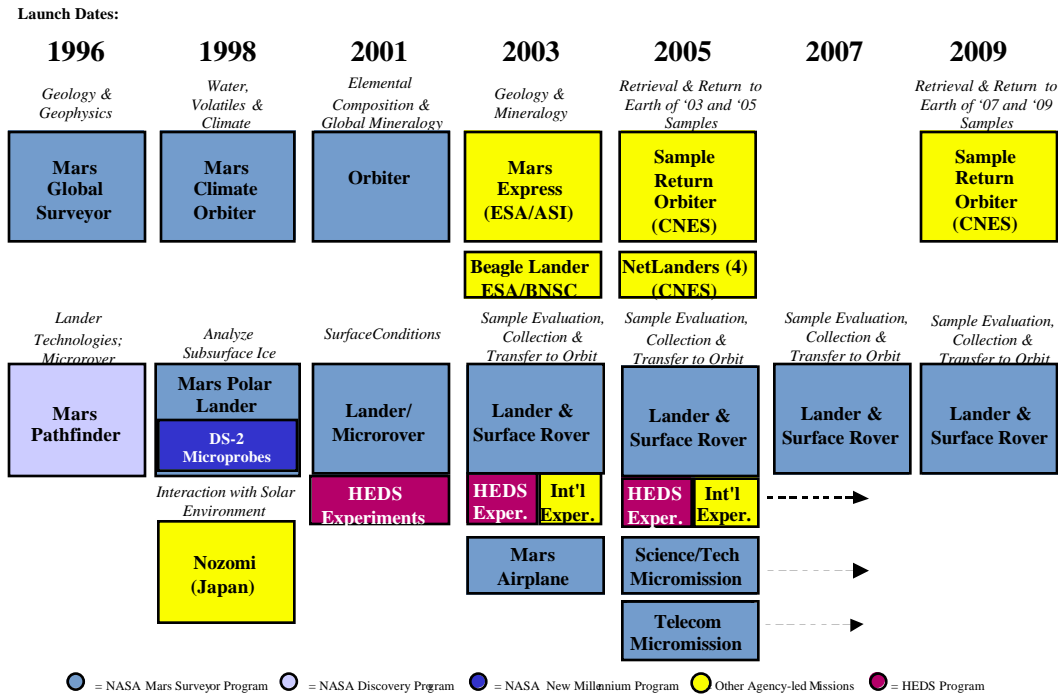 Launch Dates:
1996 1998 2001 2003 2005 2007 2009
Geology &
Geophysics
Water,
Volatiles &
Climate
Elemental
Composition &
Global Mineralogy
Geology &
Mineralogy
Retrieval & Return to
Earth of ‘03 and ‘05
Samples
Retrieval & Return to
Earth of ‘07 and ‘09
Samples
Mars
Global
Surveyor
Mars
Climate
Orbiter
Orbiter
Mars
Express
(ESA/ASI)
Sample
Return
Orbiter
(CNES)
Sample
Return
Orbiter
(CNES)
Beagle Lander
ESA/BNSC
NetLanders (4)
(CNES)
Lander
Technologies;
Microrover
Analyze
Subsurface Ice
SurfaceConditions
Sample Evaluation,
Collection &
Transfer to Orbit
Sample Evaluation,
Collection &
Transfer to Orbit
Sample Evaluation,
Collection &
Transfer to Orbit
Sample Evaluation,
Collection &
Transfer to Orbit
Mars
Pathfinder
Mars Polar
Lander
DS-2
Microprobes
Lander/
Microrover
Lander &
Surface Rover
Lander &
Surface Rover
Lander &
Surface Rover
Lander &
Surface Rover
HEDS
Experiments
HEDS
Exper.
Int'l
Exper.
HEDS
Exper.
Int'l
Exper.
Interaction with Solar
Environment
Nozomi
(Japan)
Mars
Airplane
Science/Tech
Micromission
Telecom
Micromission
= NASA Mars Surveyor Program = NASA Discovery Program = NASA New Millennium Program = Other Agency-led Missions = HEDS Program